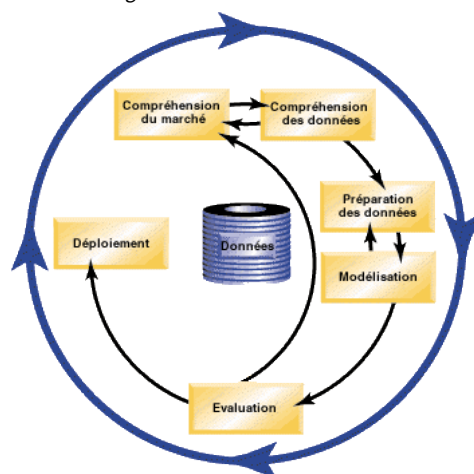 Compréhension
du marché
Compréhension
des données
Préparation
des données
Modélisation
Données
Déploiement
Evaluation